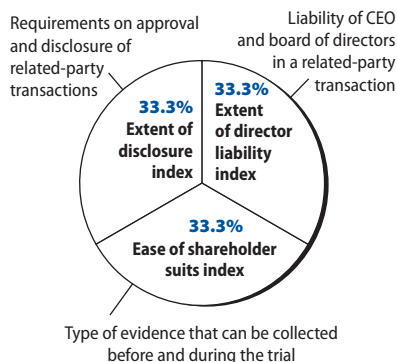 Requirements on approval
and disclosure of
related-party
transactions
Liability of CEO
and board of directors
in a related-party
transaction
33.3%
Extent of
disclosure
index
33.3%
Extent
of director
liability
index
33.3%
Ease of shareholder
suits index
Type of evidence that can be collected
before and during the trial